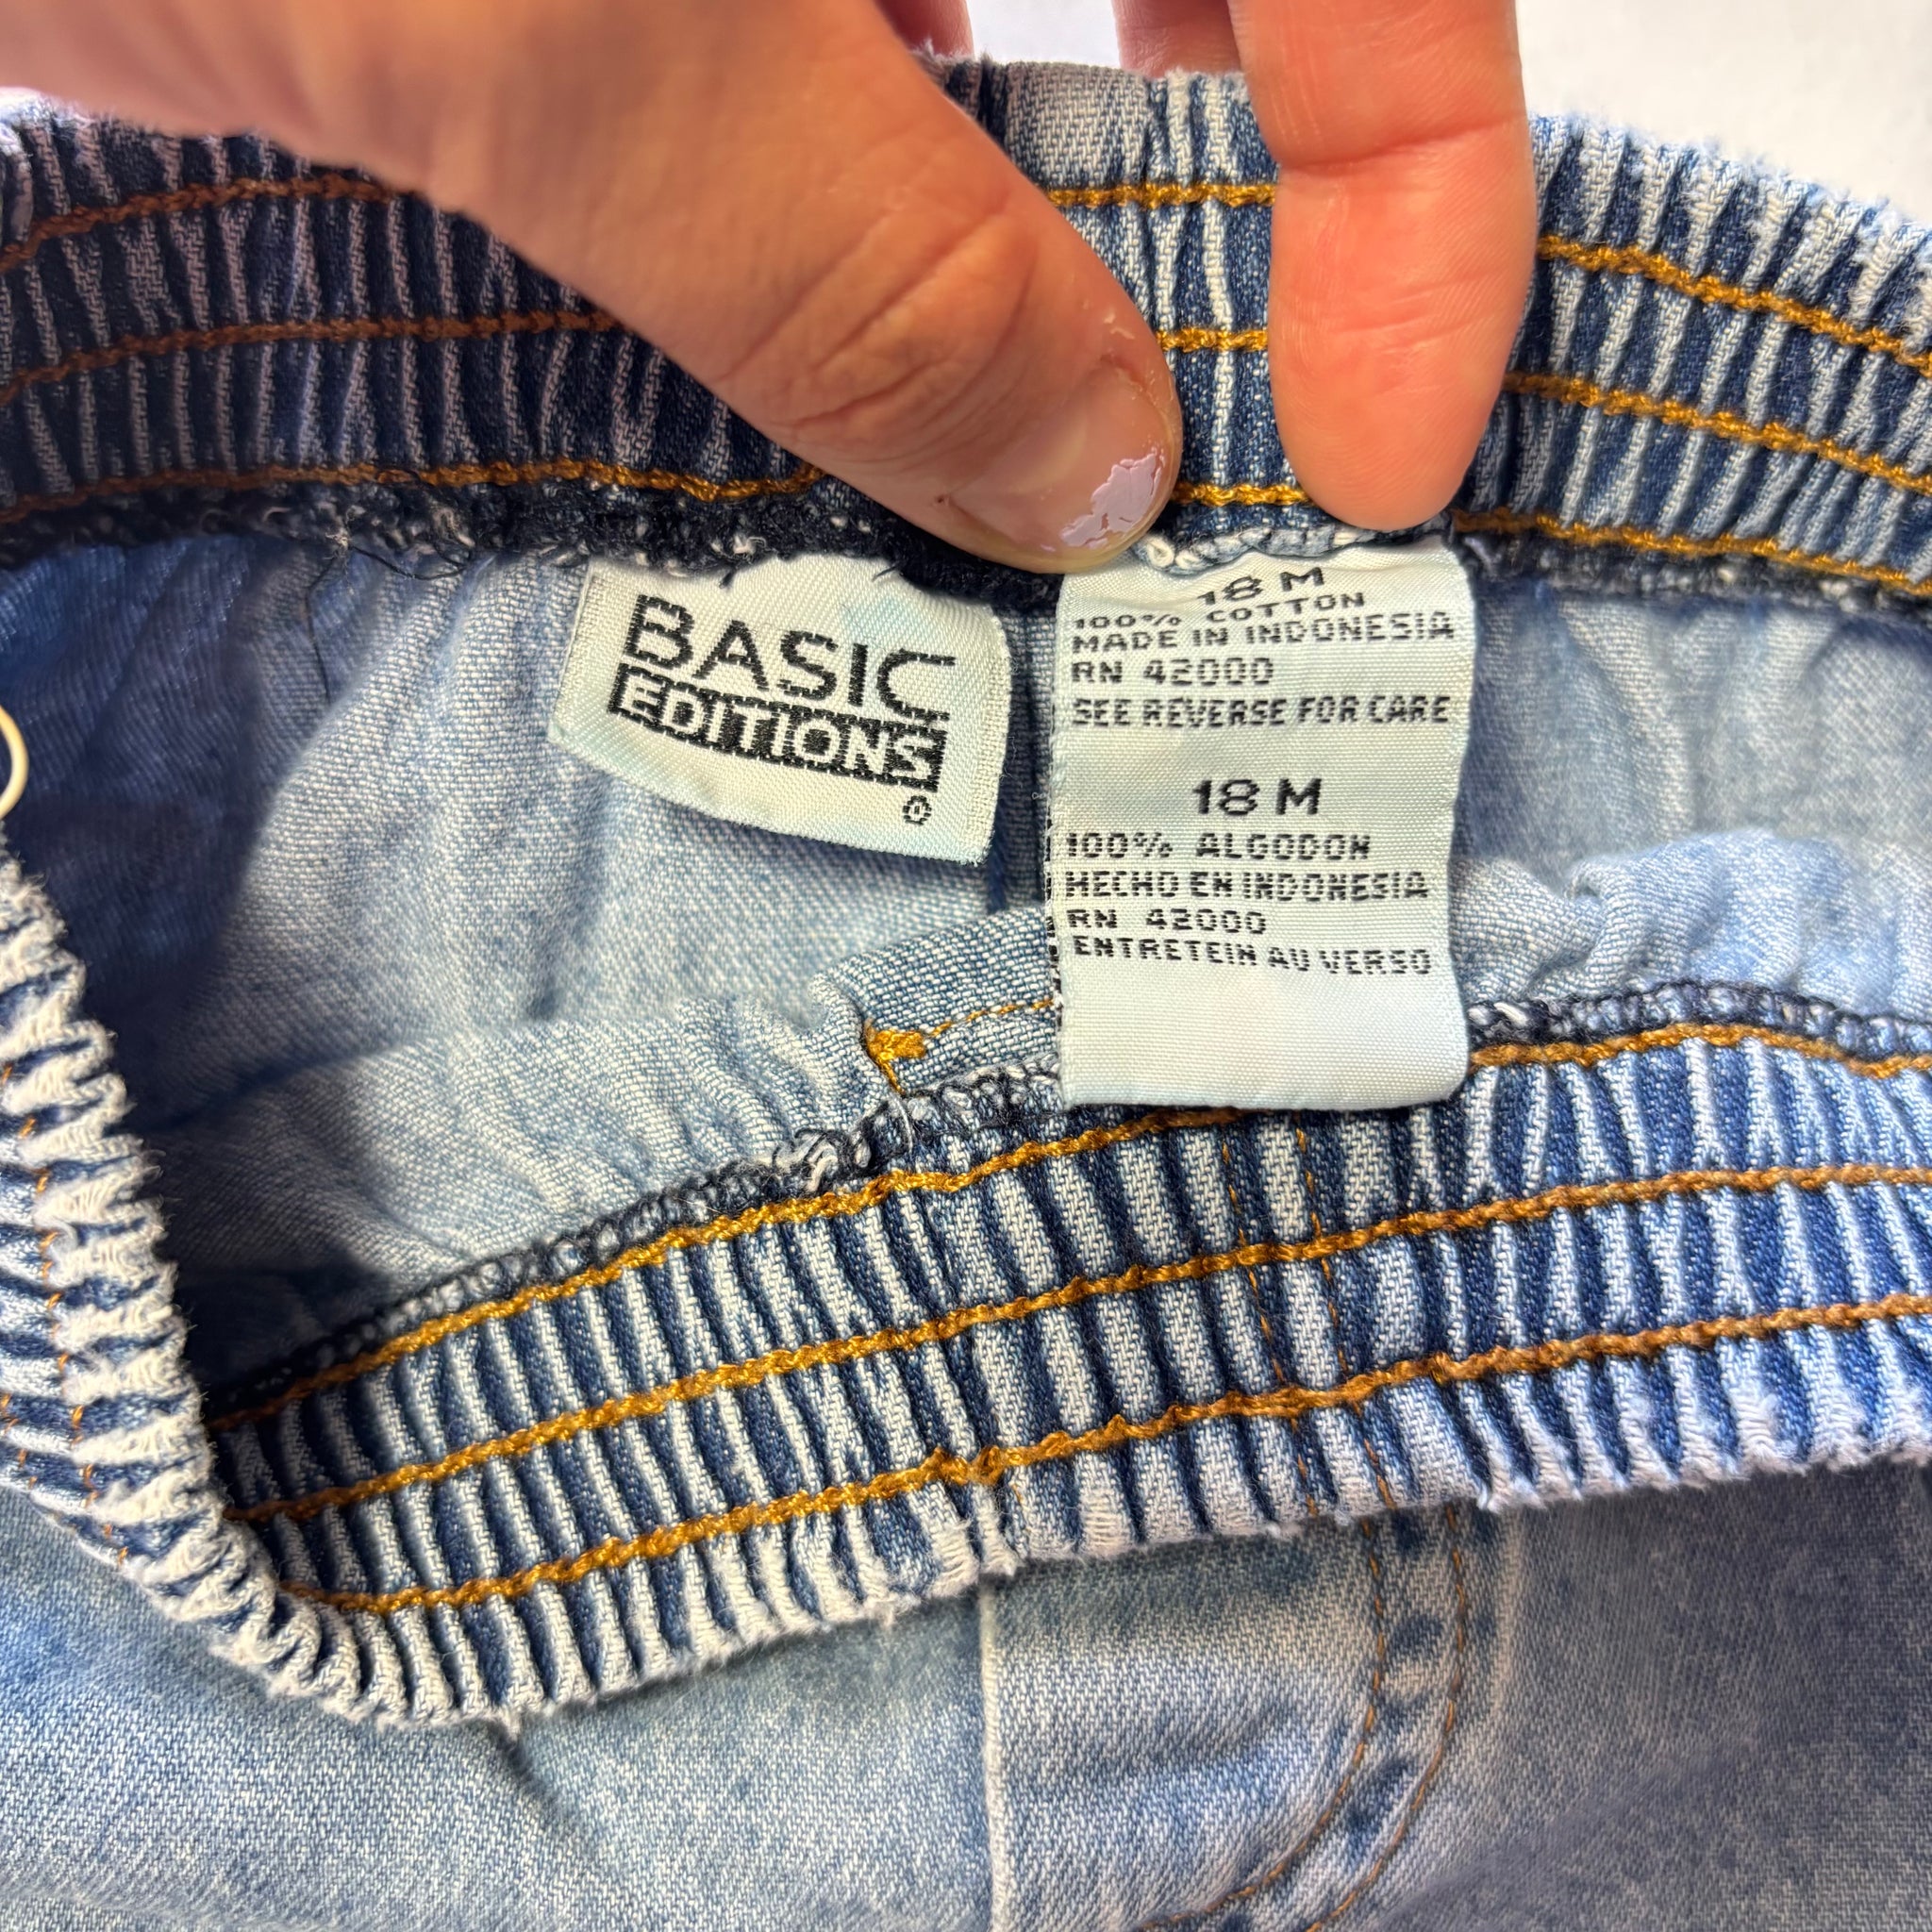 BASIC
EDITIONS
®
18 M
100% COTTON
MADE IN INDONESIA
RN 42000
SEE REVERSE FOR CARE
18 M
100% ALGODON
HECHO EN INDONESIA
RN 42000
ENTRETEIN AU VERSO